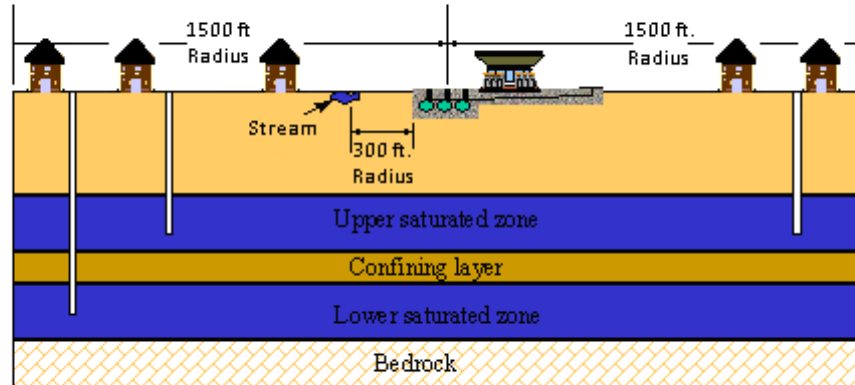 1500 ft
Radius
1500 ft.
Radius
Stream
300 ft.
Radius
Upper saturated zone
Confining layer
Lower saturated zone
Bedrock